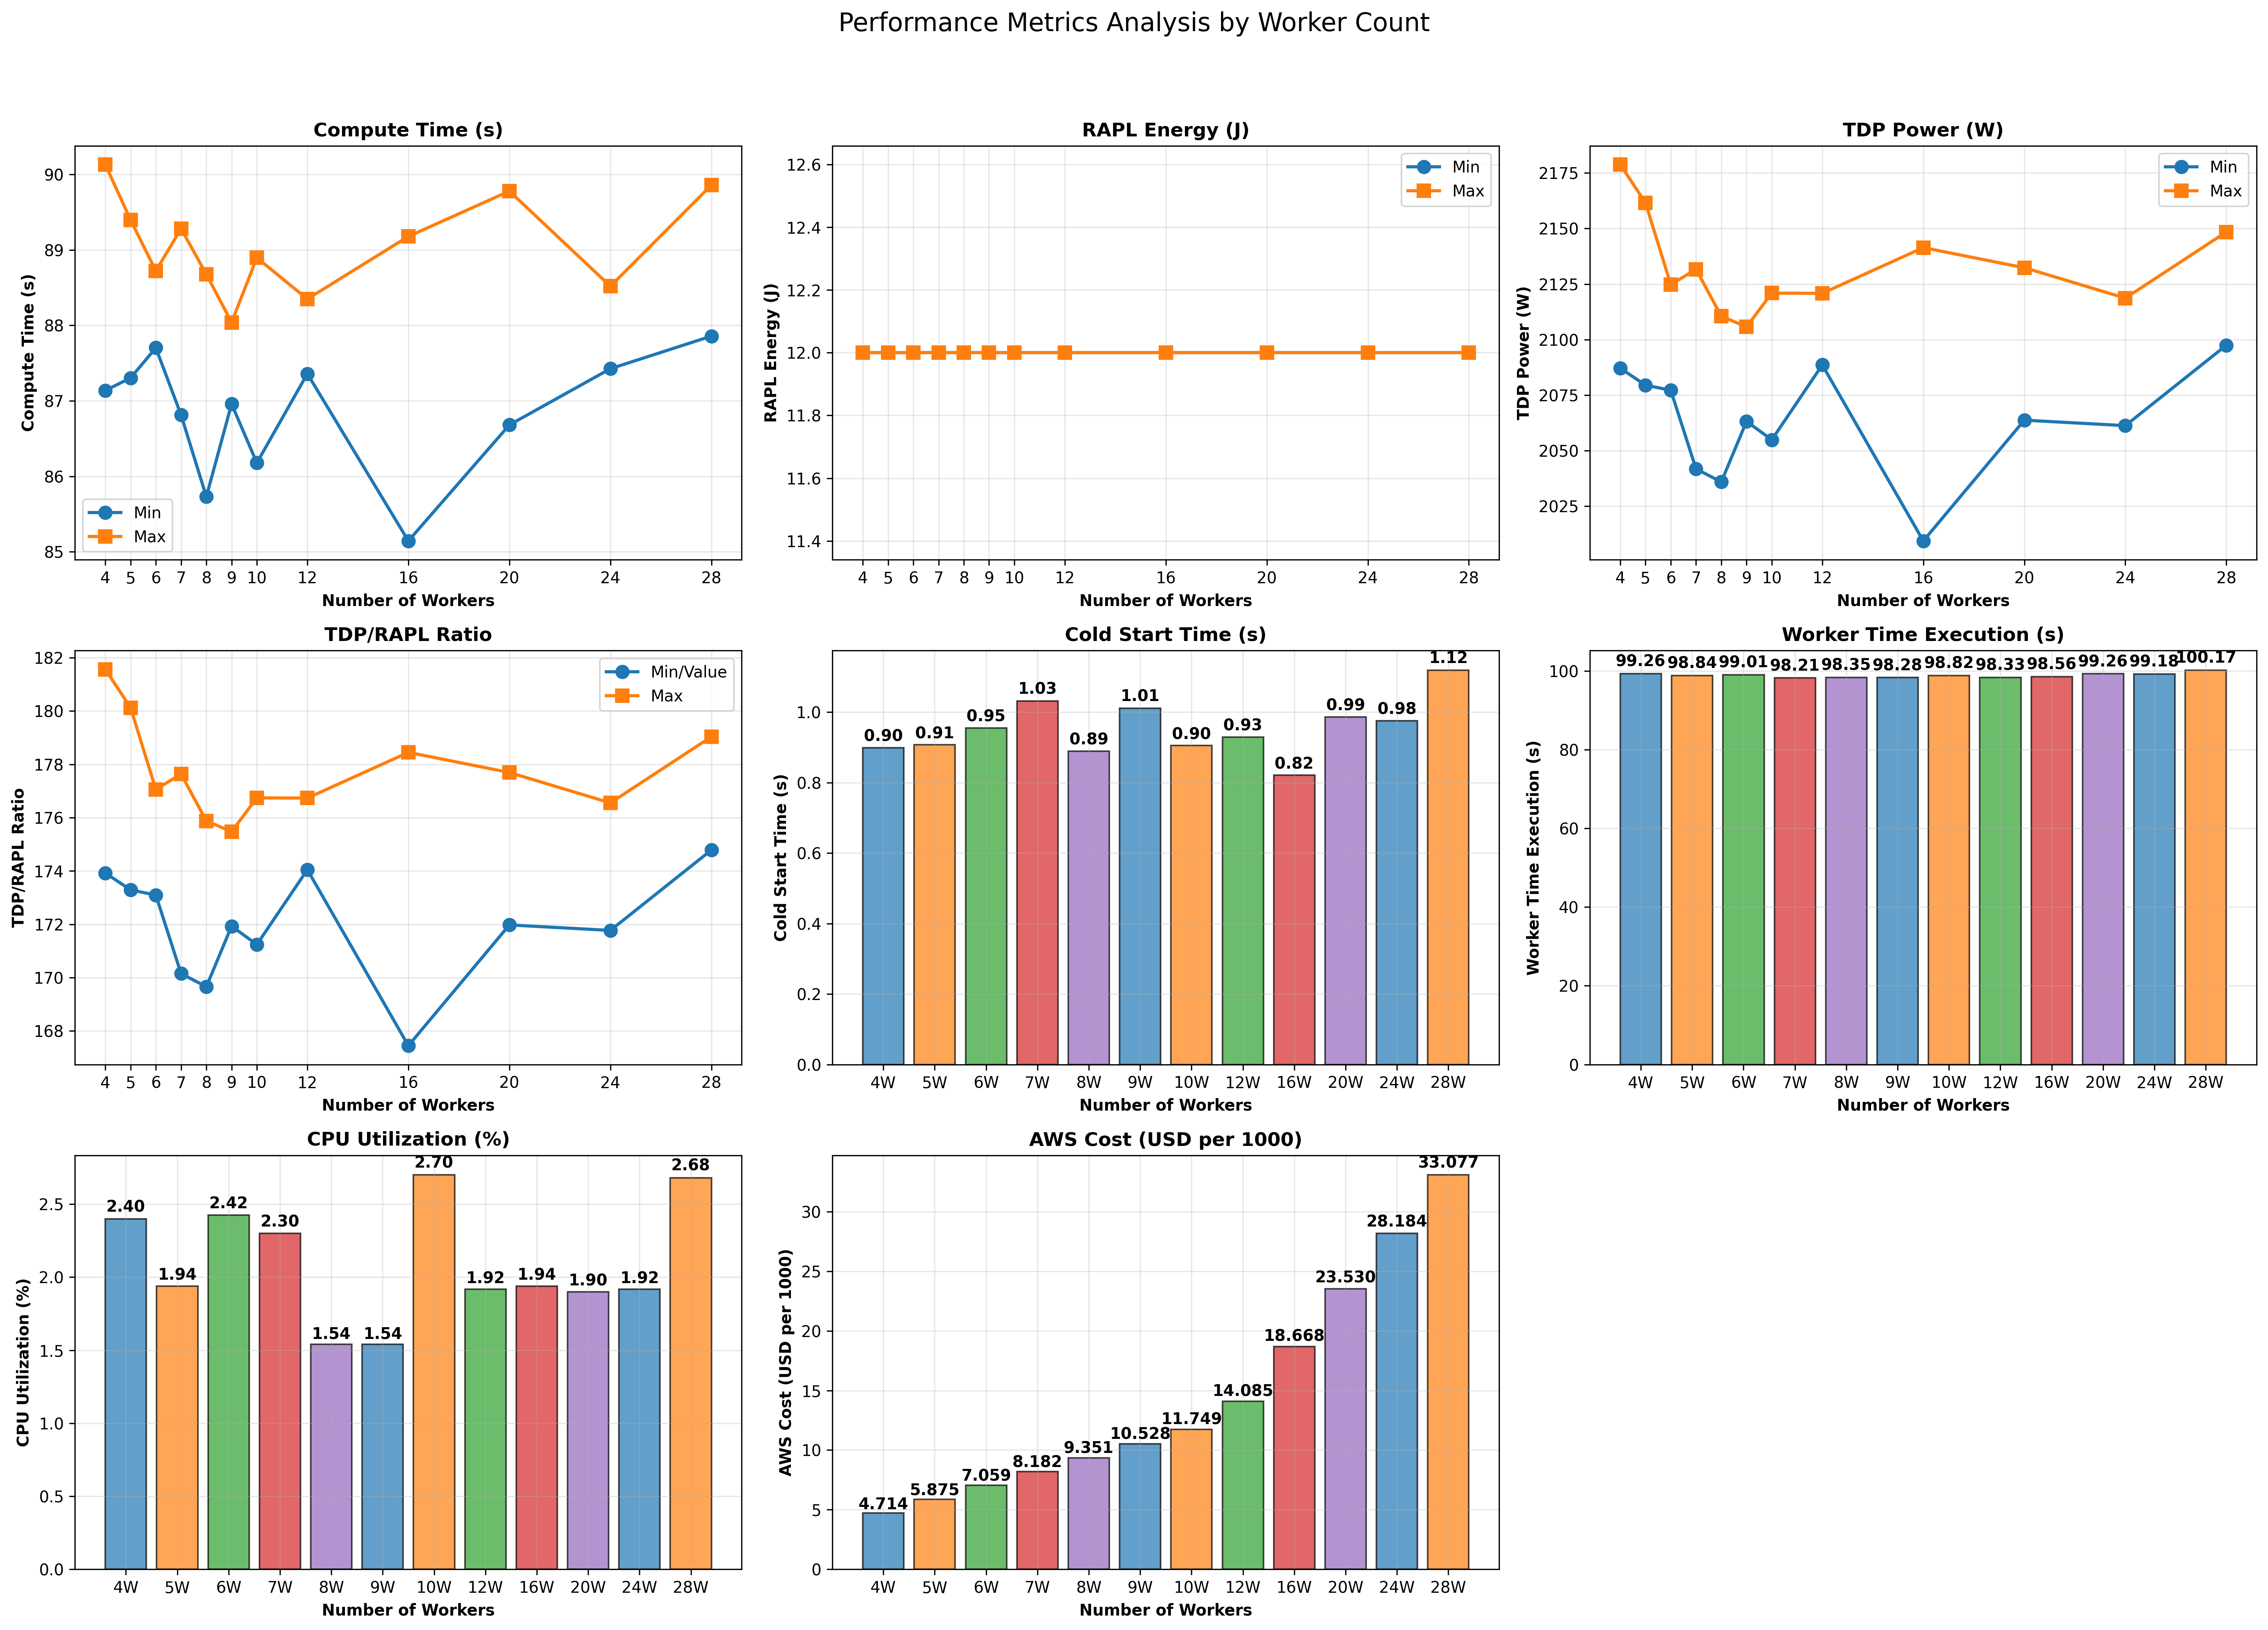 Performance Metrics Analysis by Worker Count
Compute Time (s)
Compute Time (s)
90
89
88
87
86
85
Min
Max
4 5 6 7 8 9 10 12 16 20 24 28
Number of Workers
RAPL Energy (J)
RAPL Energy (J)
12.6
12.4
12.2
12.0
11.8
11.6
11.4
Min
Max
4 5 6 7 8 9 10 12 16 20 24 28
Number of Workers
TDP Power (W)
TDP Power (W)
2175
2150
2125
2100
2075
2050
2025
Min
Max
4 5 6 7 8 9 10 12 16 20 24 28
Number of Workers
TDP/RAPL Ratio
TDP/RAPL Ratio
182
180
178
176
174
172
170
168
Min/Value
Max
4 5 6 7 8 9 10 12 16 20 24 28
Number of Workers
Cold Start Time (s)
Cold Start Time (s)
1.0
0.8
0.6
0.4
0.2
0.0
0.90 0.91 0.95 1.03 0.89 1.01 0.90 0.93 0.82 0.99 0.98 1.12
4W 5W 6W 7W 8W 9W 10W 12W 16W 20W 24W 28W
Number of Workers
Worker Time Execution (s)
Worker Time Execution (s)
100
80
60
40
20
0
99.26 98.84 99.01 98.21 98.35 98.28 98.82 98.33 98.56 99.26 99.18 100.17
4W 5W 6W 7W 8W 9W 10W 12W 16W 20W 24W 28W
Number of Workers
CPU Utilization (%)
CPU Utilization (%)
2.5
2.0
1.5
1.0
0.5
0.0
2.40 1.94 2.42 2.30 1.54 1.54 2.70 1.92 1.94 1.90 1.92 2.68
4W 5W 6W 7W 8W 9W 10W 12W 16W 20W 24W 28W
Number of Workers
AWS Cost (USD per 1000)
AWS Cost (USD per 1000)
30
25
20
15
10
5
0
4.714 5.875 7.059 8.182 9.351 10.528 11.749 14.085 18.668 23.530 28.184 33.077
4W 5W 6W 7W 8W 9W 10W 12W 16W 20W 24W 28W
Number of Workers